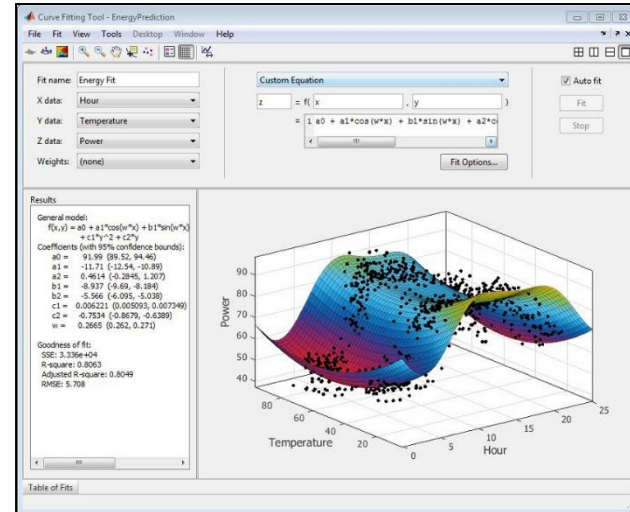 Curve Fitting Tool - EnergyPrediction
File Fit View Tools Desktop Window Help
Fit name: Energy Fit
X data: Hour
Y data: Temperature
Z data: Power
Weights: (none)
Custom Equation
z = f( x , y )
= 1 a0 + a1*cos(w*x) + b1*sin(w*x) + a2*c
Fit Options...
Auto fit
Fit
Stop
Results
General model:
f(x,y) = a0 + a1*cos(w*x) + b1*sin(w*x)
+ c1*y^2 + c2*y
Coefficients (with 95% confidence bounds):
a0 = 91.99 (89.52, 94.46)
a1 = -11.71 (-12.54, -10.89)
a2 = 0.4614 (-0.2845, 1.207)
b1 = -8.937 (-9.69, -8.184)
b2 = -5.566 (-6.095, -5.038)
c1 = 0.006221 (0.005093, 0.007349)
c2 = -0.7534 (-0.8679, -0.6389)
w = 0.2665 (0.262, 0.271)
Goodness of fit:
SSE: 3.336e+04
R-square: 0.8063
Adjusted R-square: 0.8049
RMSE: 5.708
Power
90
80
70
60
50
40
80
60
40
20
Temperature
0
5
10
15
20
25
Hour
Table of Fits